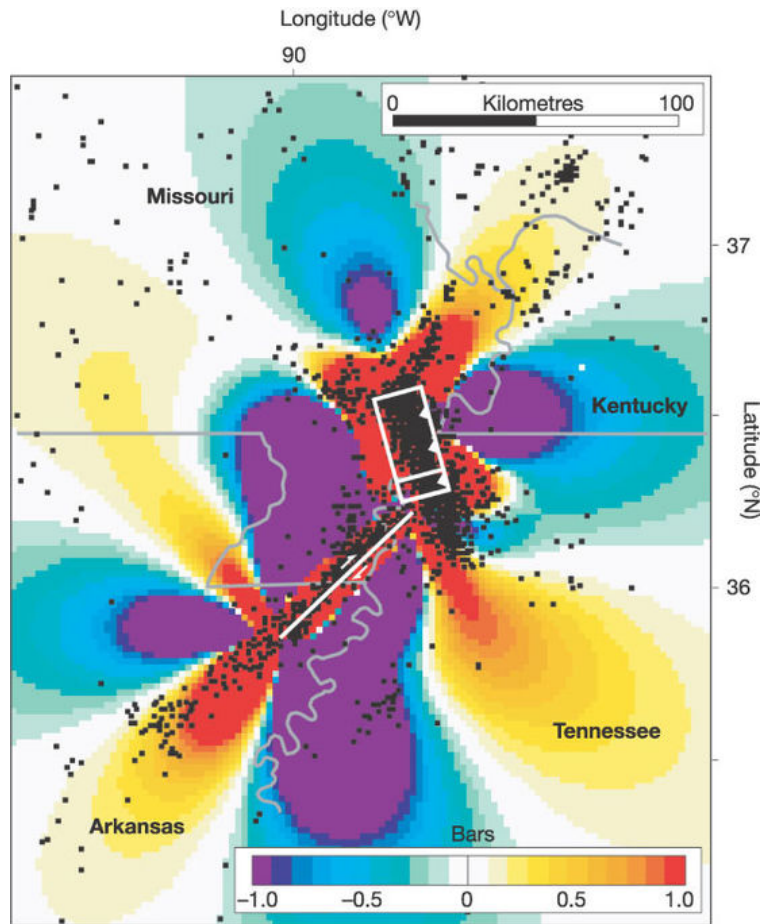 Longitude (°W)
90
0 Kilometres 100
Missouri
37
Kentucky
Latitude (°N)
36
Tennessee
Arkansas
Bars
−1.0 −0.5 0 0.5 1.0